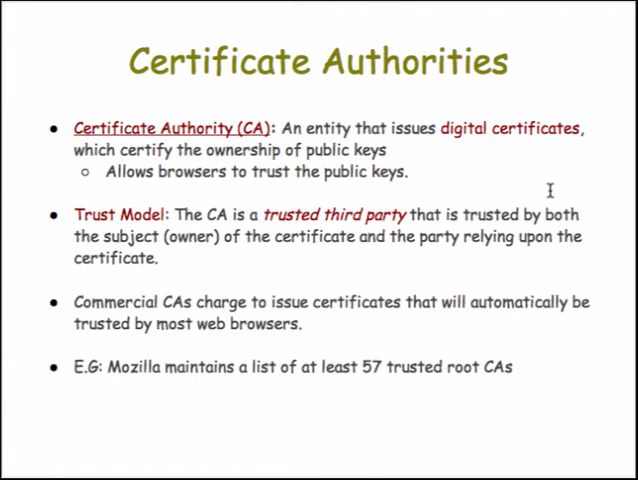 Certificate Authorities
● Certificate Authority (CA): An entity that issues digital certificates,
which certify the ownership of public keys
○ Allows browsers to trust the public keys.
● Trust Model: The CA is a trusted third party that is trusted by both
the subject (owner) of the certificate and the party relying upon the
certificate.
● Commercial CAs charge to issue certificates that will automatically be
trusted by most web browsers.
● E.G: Mozilla maintains a list of at least 57 trusted root CAs